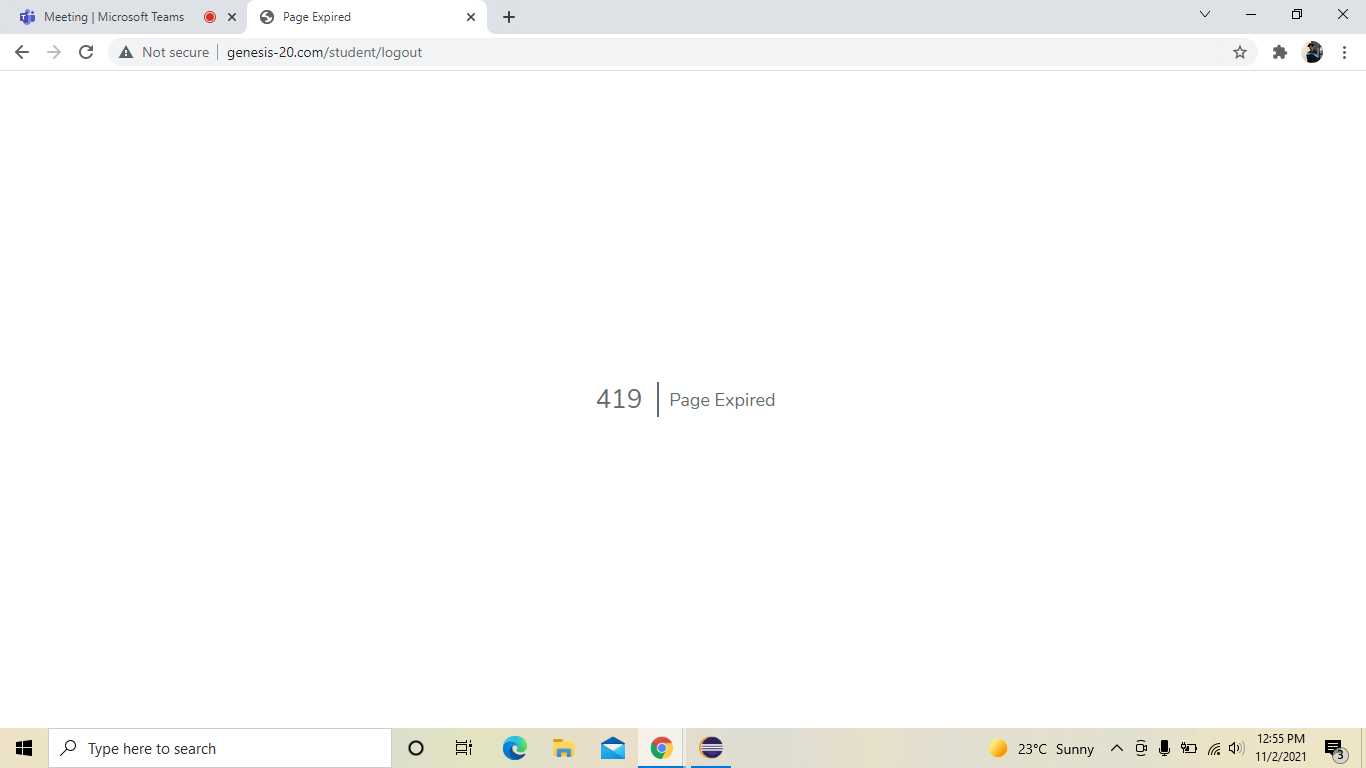 Meeting | Microsoft Teams
Page Expired
Not secure
genesis-20.com/student/logout
419
Page Expired
Type here to search
23°C Sunny
12:55 PM
11/2/2021
3